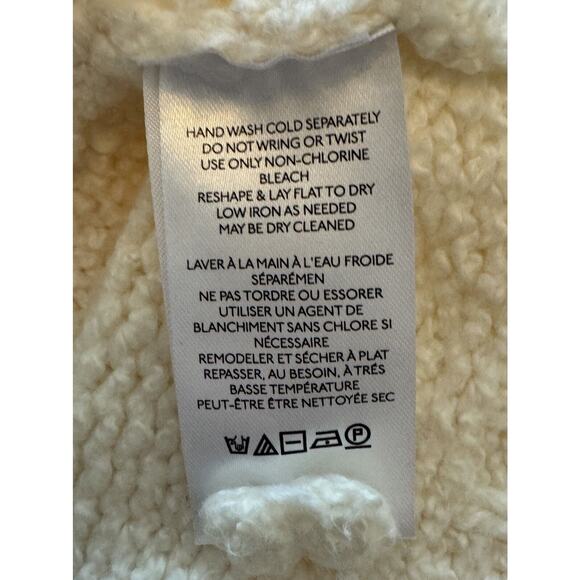 HAND WASH COLD SEPARATELY
DO NOT WRING OR TWIST
USE ONLY NON-CHLORINE
BLEACH
RESHAPE & LAY FLAT TO DRY
LOW IRON AS NEEDED
MAY BE DRY CLEANED
LAVER À LA MAIN À L'EAU FROIDE
SÉPARÉMEN
NE PAS TORDRE OU ESSORER
UTILISER UN AGENT DE
BLANCHIMENT SANS CHLORE SI
NÉCESSAIRE
REMODELER ET SÉCHER À PLAT
REPASSER, AU BESOIN, À TRÉS
BASSE TEMPÉRATURE
PEUT-ÊTRE ÊTRE NETTOYÉE SEC
P